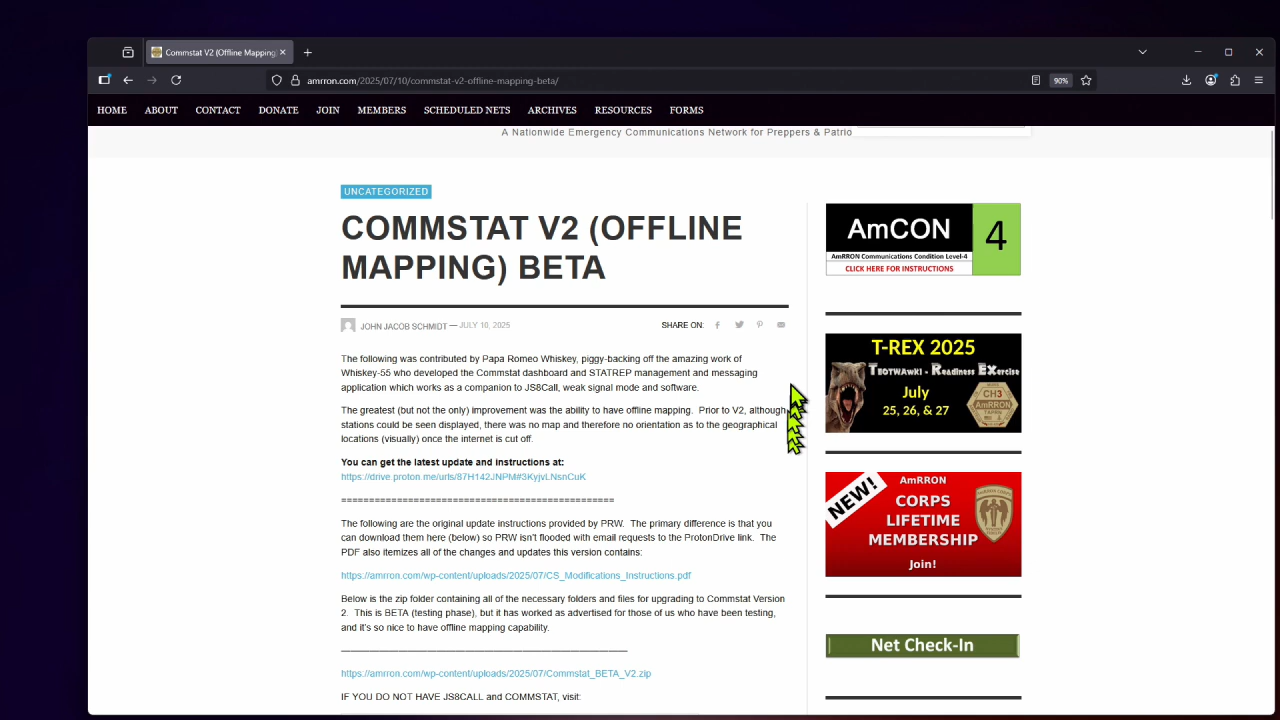 Commstat V2 (Offline Mapping)
amrron.com/2025/07/10/commstat-v2-offline-mapping-beta/
90%
HOME ABOUT CONTACT DONATE JOIN MEMBERS SCHEDULED NETS ARCHIVES RESOURCES FORMS
A Nationwide Emergency Communications Network for Preppers & Patrio
UNCATEGORIZED
COMMSTAT V2 (OFFLINE
MAPPING) BETA
JOHN JACOB SCHMIDT — JULY 10, 2025
SHARE ON:
The following was contributed by Papa Romeo Whiskey, piggy-backing off the amazing work of
Whiskey-55 who developed the Commstat dashboard and STATREP management and messaging
application which works as a companion to JS8Call, weak signal mode and software.
The greatest (but not the only) improvement was the ability to have offline mapping. Prior to V2, although
stations could be seen displayed, there was no map and therefore no orientation as to the geographical
locations (visually) once the internet is cut off.
You can get the latest update and instructions at:
https://drive.proton.me/urls/87H142JNPM#3KyjvLNsnCuK
=================================================
The following are the original update instructions provided by PRW. The primary difference is that you
can download them here (below) so PRW isn't flooded with email requests to the ProtonDrive link. The
PDF also itemizes all of the changes and updates this version contains:
https://amrron.com/wp-content/uploads/2025/07/CS_Modifications_Instructions.pdf
Below is the zip folder containing all of the necessary folders and files for upgrading to Commstat Version
2. This is BETA (testing phase), but it has worked as advertised for those of us who have been testing,
and it's so nice to have offline mapping capability.
https://amrron.com/wp-content/uploads/2025/07/Commstat_BETA_V2.zip
IF YOU DO NOT HAVE JS8CALL and COMMSTAT, visit:
AmCON 4
AmRRON Communications Condition Level-4
CLICK HERE FOR INSTRUCTIONS
T-REX 2025
TEOTWAWKI - READINESS EXERCISE
July
25, 26, & 27
CH3
AmRRON
NEW!
AmRRON
CORPS
LIFETIME
MEMBERSHIP
Join!
Net Check-In